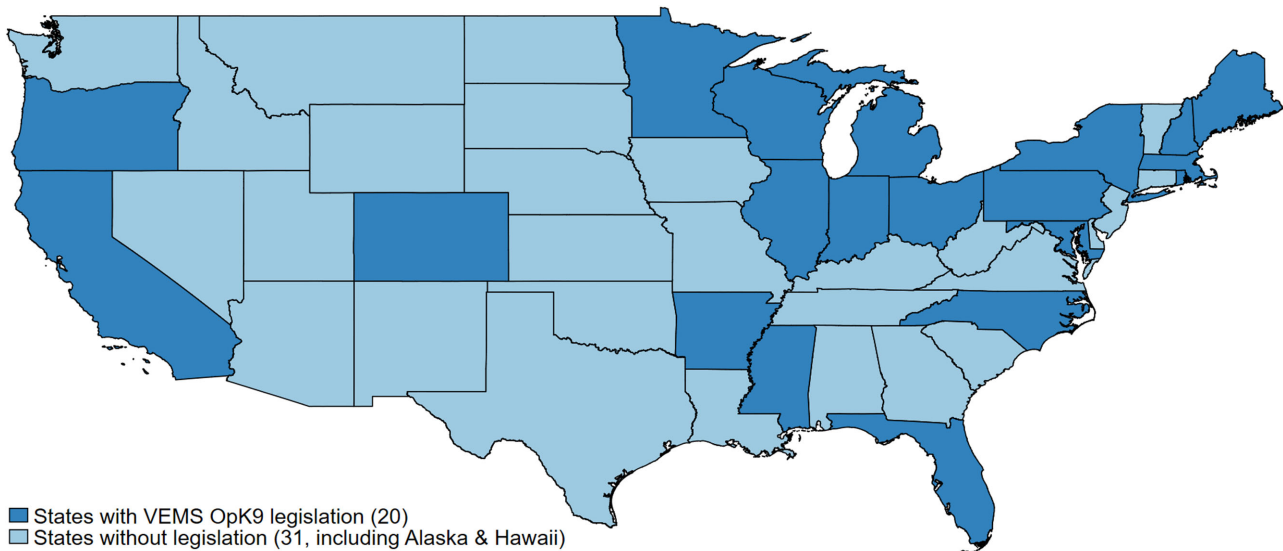 States with VEMS OpK9 legislation (20)
States without legislation (31, including Alaska & Hawaii)